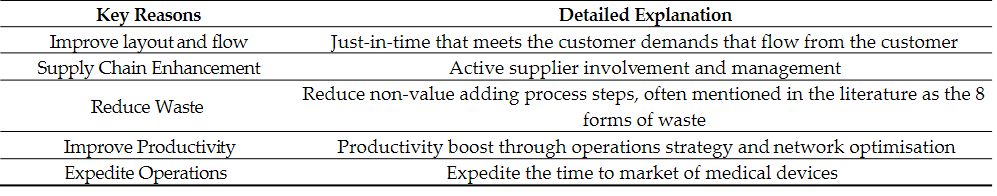 Key Reasons Detailed Explanation
Improve layout and flow Just-in-time that meets the customer demands that flow from the customer
Supply Chain Enhancement Active supplier involvement and management
Reduce Waste Reduce non-value adding process steps, often mentioned in the literature as the 8
forms of waste
Improve Productivity Productivity boost through operations strategy and network optimisation
Expedite Operations Expedite the time to market of medical devices